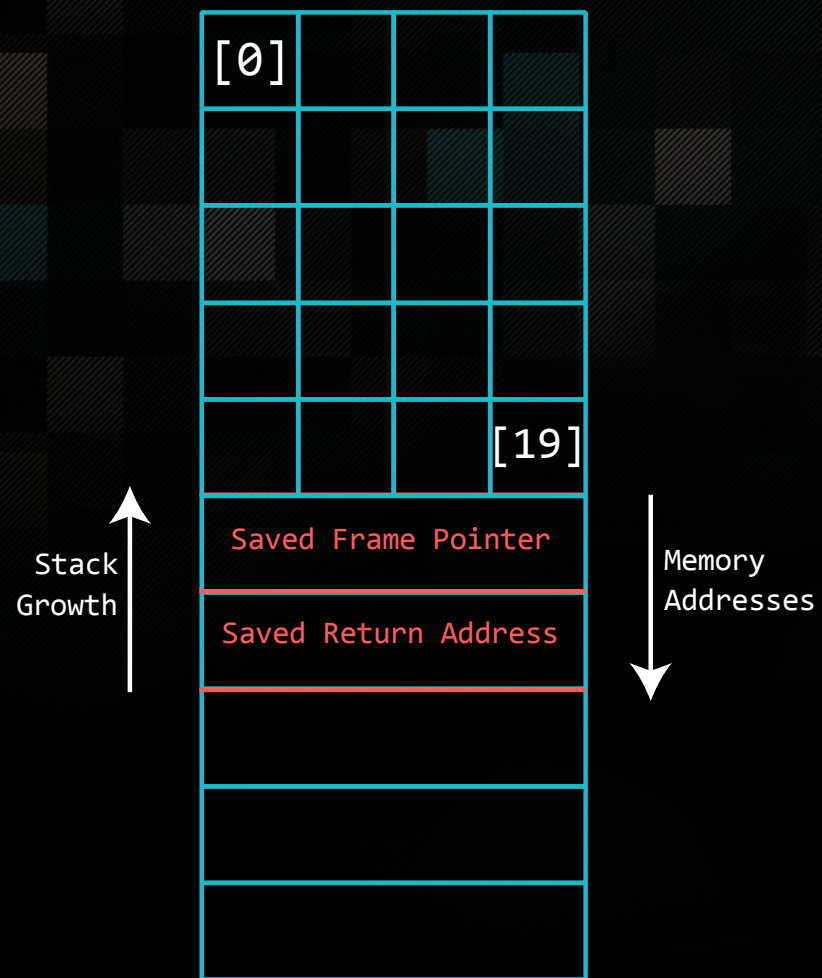 [0]
[19]
Saved Frame Pointer
Stack
Growth
Memory
Addresses
Saved Return Address